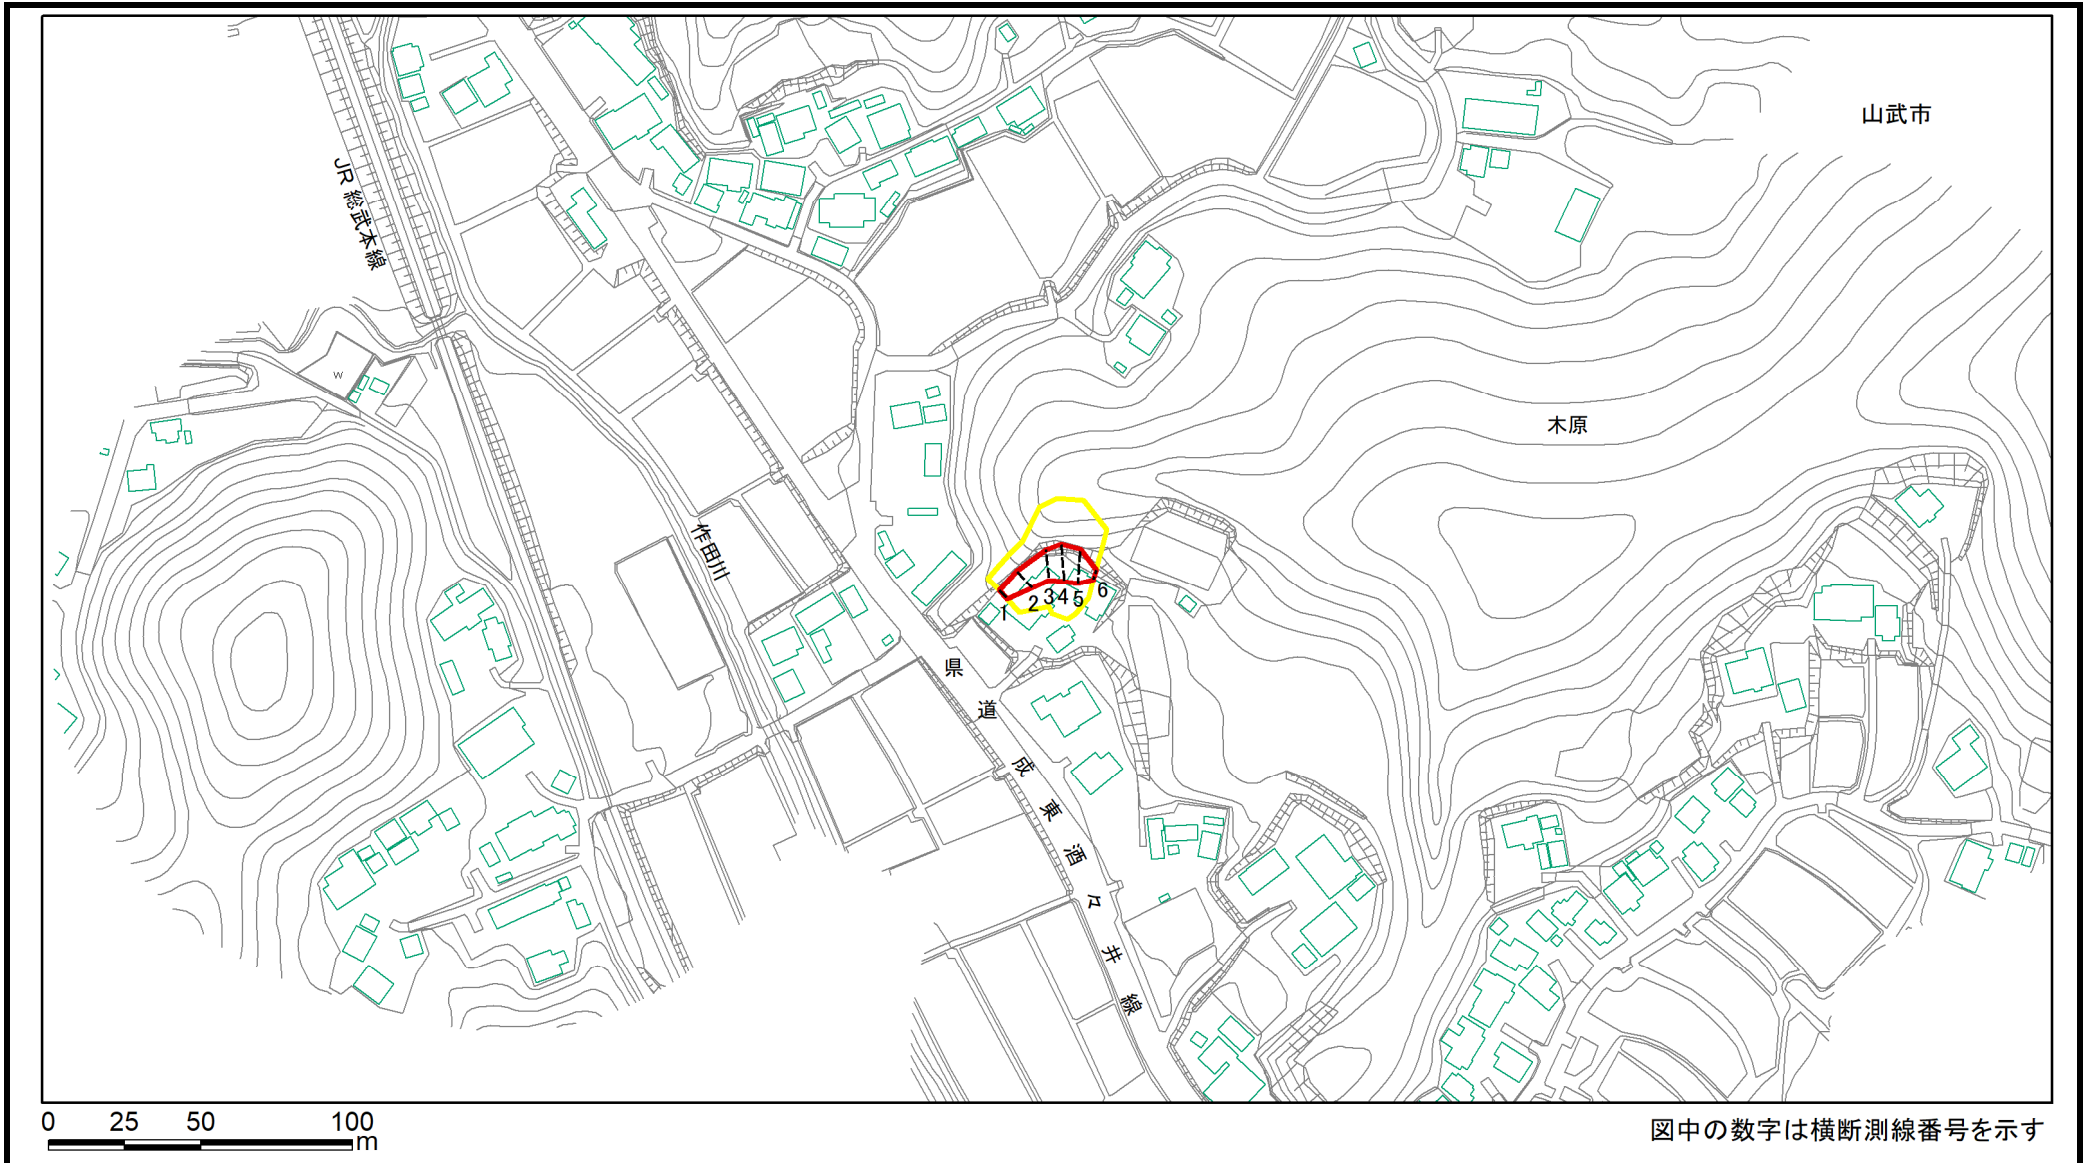 山武市
JR 総武本線
木原
W
作田川
1 2 3 4 5 6
県道成東酒々井線
0 25 50 100
m
図中の数字は横断測線番号を示す